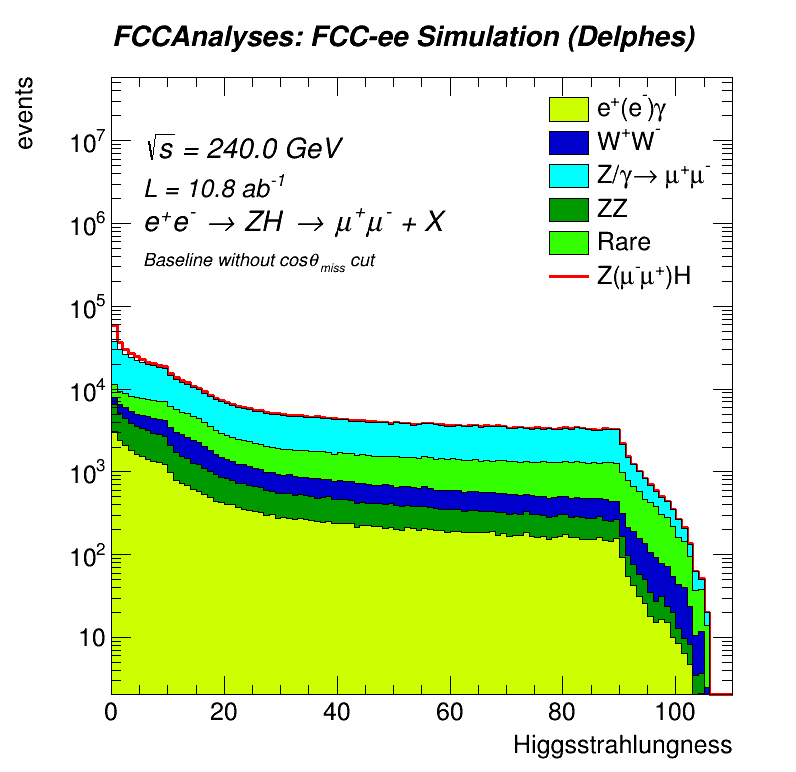 FCCAnalyses: FCC-ee Simulation (Delphes)
events
√s = 240.0 GeV
L = 10.8 ab⁻¹
e⁺e⁻ → ZH → μ⁺μ⁻ + X
Baseline without cosθ_miss cut
e⁺(e⁻)γ
W⁺W⁻
Z/γ→ μ⁺μ⁻
ZZ
Rare
Z(μ⁻μ⁺)H
10⁷
10⁶
10⁵
10⁴
10³
10²
10
0 20 40 60 80 100
Higgsstrahlungness